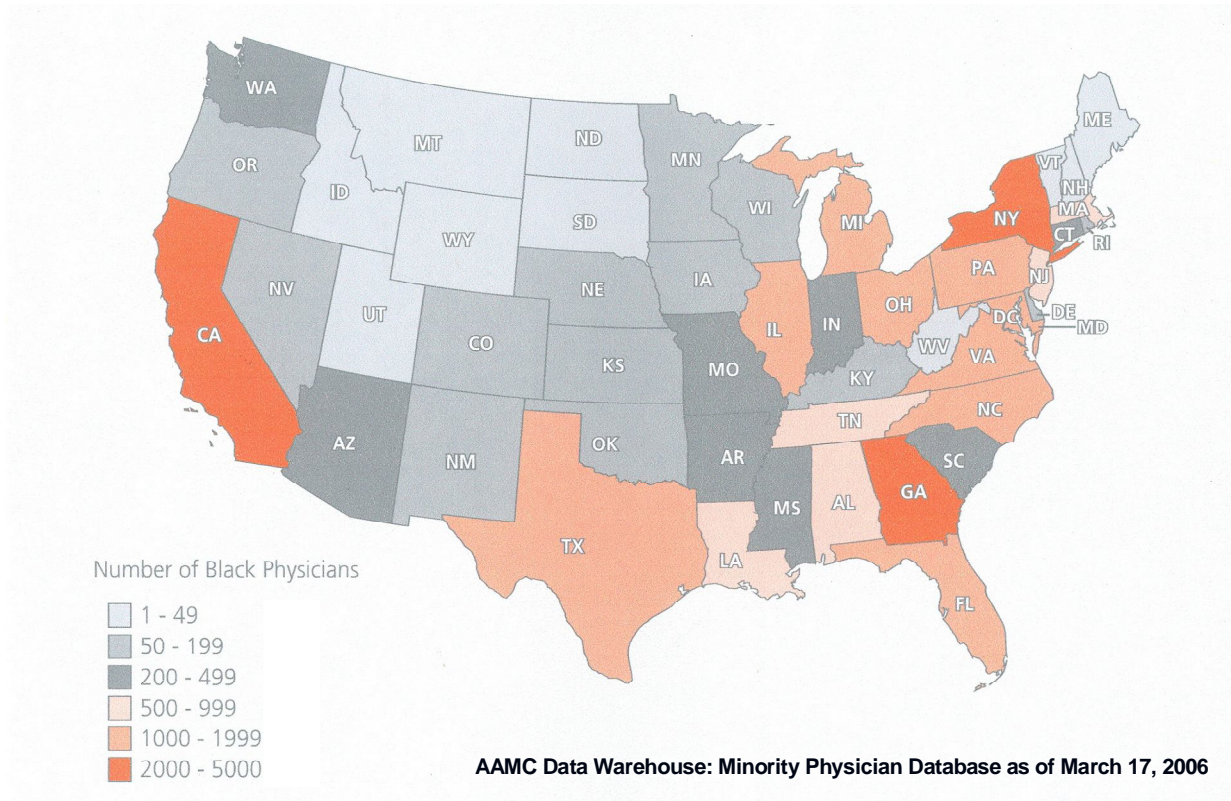 WA
MT
ND
MN
ME
OR
ID
SD
WI
VT
NH
MA
NY
WY
MI
CT
RI
NV
NE
IA
PA
NJ
UT
CO
IL
IN
OH
DC
DE
MD
CA
KS
MO
WV
VA
KY
AZ
NM
OK
AR
TN
NC
MS
AL
GA
SC
TX
LA
FL
Number of Black Physicians
1 - 49
50 - 199
200 - 499
500 - 999
1000 - 1999
2000 - 5000
AAMC Data Warehouse: Minority Physician Database as of March 17, 2006